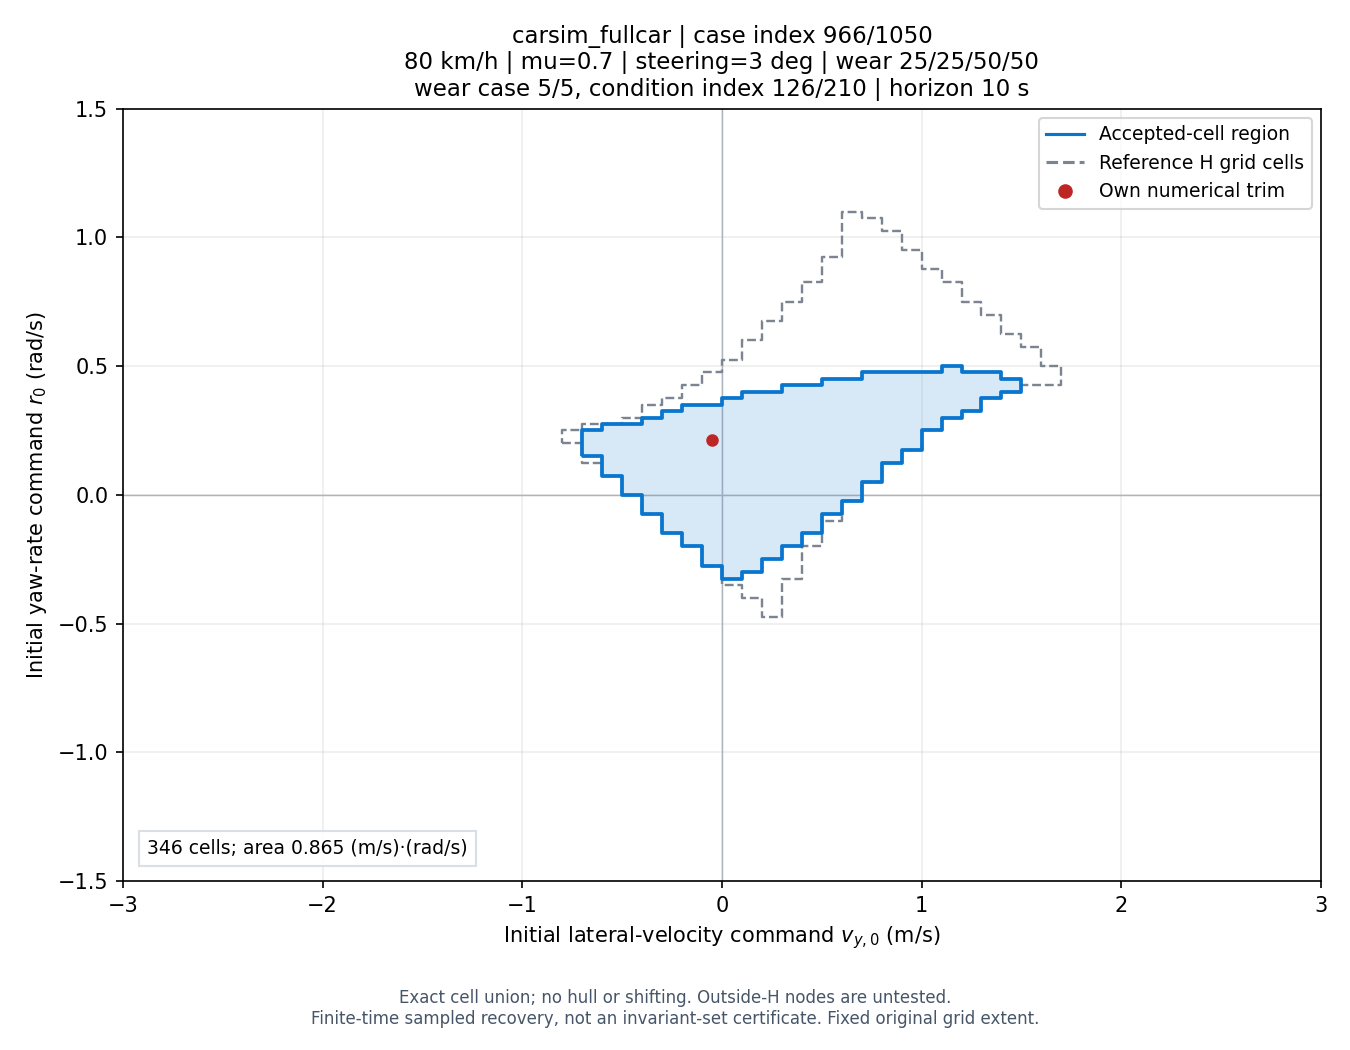 carsim_fullcar | case index 966/1050
80 km/h | mu=0.7 | steering=3 deg | wear 25/25/50/50
wear case 5/5, condition index 126/210 | horizon 10 s
Accepted-cell region
Reference H grid cells
Own numerical trim
1.5
1.0
0.5
0.0
−0.5
−1.0
−1.5
Initial yaw-rate command r0 (rad/s)
346 cells; area 0.865 (m/s)·(rad/s)
−3
−2
−1
0
1
2
3
Initial lateral-velocity command vy,0 (m/s)
Exact cell union; no hull or shifting. Outside-H nodes are untested.
Finite-time sampled recovery, not an invariant-set certificate. Fixed original grid extent.